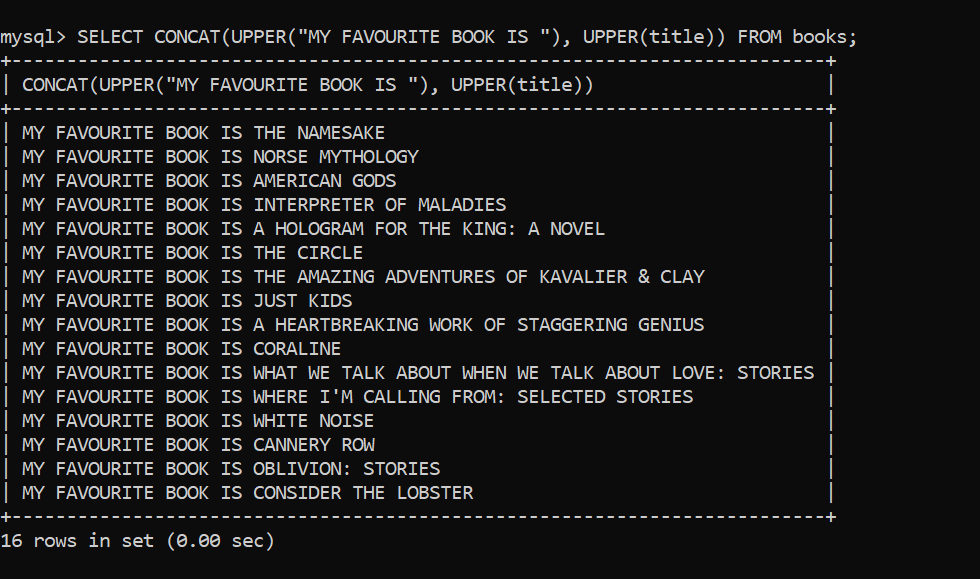 mysql> SELECT CONCAT(UPPER("MY FAVOURITE BOOK IS "), UPPER(title)) FROM books;
+--------------------------------------------------------------------------+
| CONCAT(UPPER("MY FAVOURITE BOOK IS "), UPPER(title))                     |
+--------------------------------------------------------------------------+
| MY FAVOURITE BOOK IS THE NAMESAKE                                        |
| MY FAVOURITE BOOK IS NORSE MYTHOLOGY                                     |
| MY FAVOURITE BOOK IS AMERICAN GODS                                       |
| MY FAVOURITE BOOK IS INTERPRETER OF MALADIES                             |
| MY FAVOURITE BOOK IS A HOLOGRAM FOR THE KING: A NOVEL                    |
| MY FAVOURITE BOOK IS THE CIRCLE                                          |
| MY FAVOURITE BOOK IS THE AMAZING ADVENTURES OF KAVALIER & CLAY           |
| MY FAVOURITE BOOK IS JUST KIDS                                           |
| MY FAVOURITE BOOK IS A HEARTBREAKING WORK OF STAGGERING GENIUS           |
| MY FAVOURITE BOOK IS CORALINE                                            |
| MY FAVOURITE BOOK IS WHAT WE TALK ABOUT WHEN WE TALK ABOUT LOVE: STORIES |
| MY FAVOURITE BOOK IS WHERE I'M CALLING FROM: SELECTED STORIES            |
| MY FAVOURITE BOOK IS WHITE NOISE                                         |
| MY FAVOURITE BOOK IS CANNERY ROW                                         |
| MY FAVOURITE BOOK IS OBLIVION: STORIES                                   |
| MY FAVOURITE BOOK IS CONSIDER THE LOBSTER                                |
+--------------------------------------------------------------------------+
16 rows in set (0.00 sec)